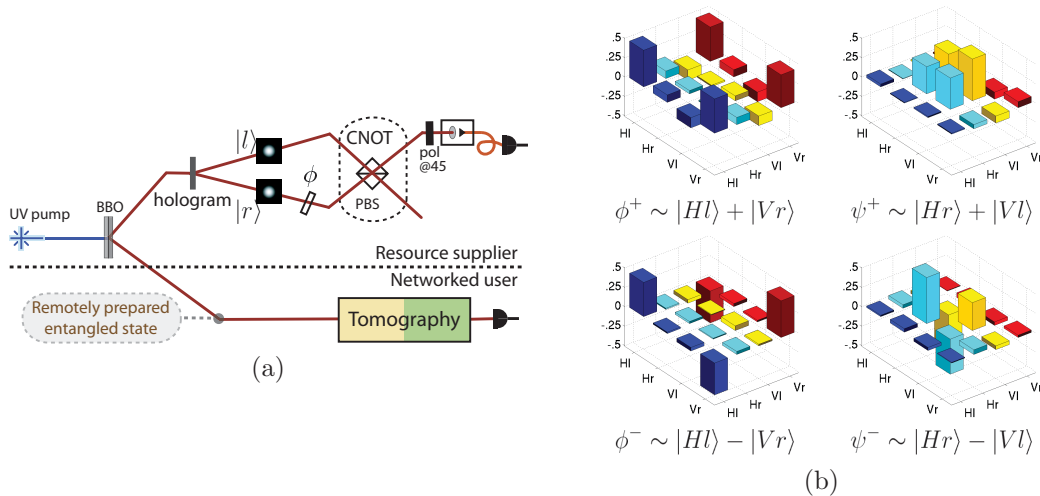 |l⟩
CNOT
pol
@45
hologram
ϕ
|r⟩
PBS
BBO
UV pump
Resource supplier
Networked user
Remotely prepared
entangled state
Tomography
(a)
.5
.25
0
-.25
-.5
Hl
Hr
Vl
Vr
Hl
Hr
Vl
Vr
ϕ⁺ ∼ |Hl⟩ + |Vr⟩
.5
.25
0
-.25
-.5
Hl
Hr
Vl
Vr
Hl
Hr
Vl
Vr
ψ⁺ ∼ |Hr⟩ + |Vl⟩
.5
.25
0
-.25
-.5
Hl
Hr
Vl
Vr
Hl
Hr
Vl
Vr
ϕ⁻ ∼ |Hl⟩ − |Vr⟩
.5
.25
0
-.25
-.5
Hl
Hr
Vl
Vr
Hl
Hr
Vl
Vr
ψ⁻ ∼ |Hr⟩ − |Vl⟩
(b)